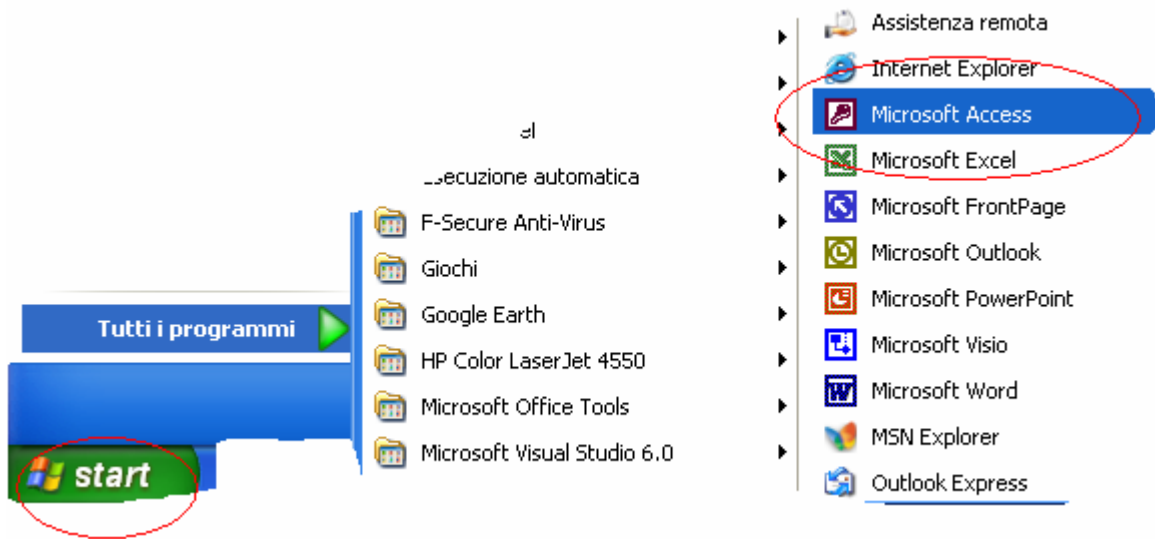 Tutti i programmi
start
esecuzione automatica
F-Secure Anti-Virus
Giochi
Google Earth
HP Color LaserJet 4550
Microsoft Office Tools
Microsoft Visual Studio 6.0
Assistenza remota
Internet Explorer
Microsoft Access
Microsoft Excel
Microsoft FrontPage
Microsoft Outlook
Microsoft PowerPoint
Microsoft Visio
Microsoft Word
MSN Explorer
Outlook Express